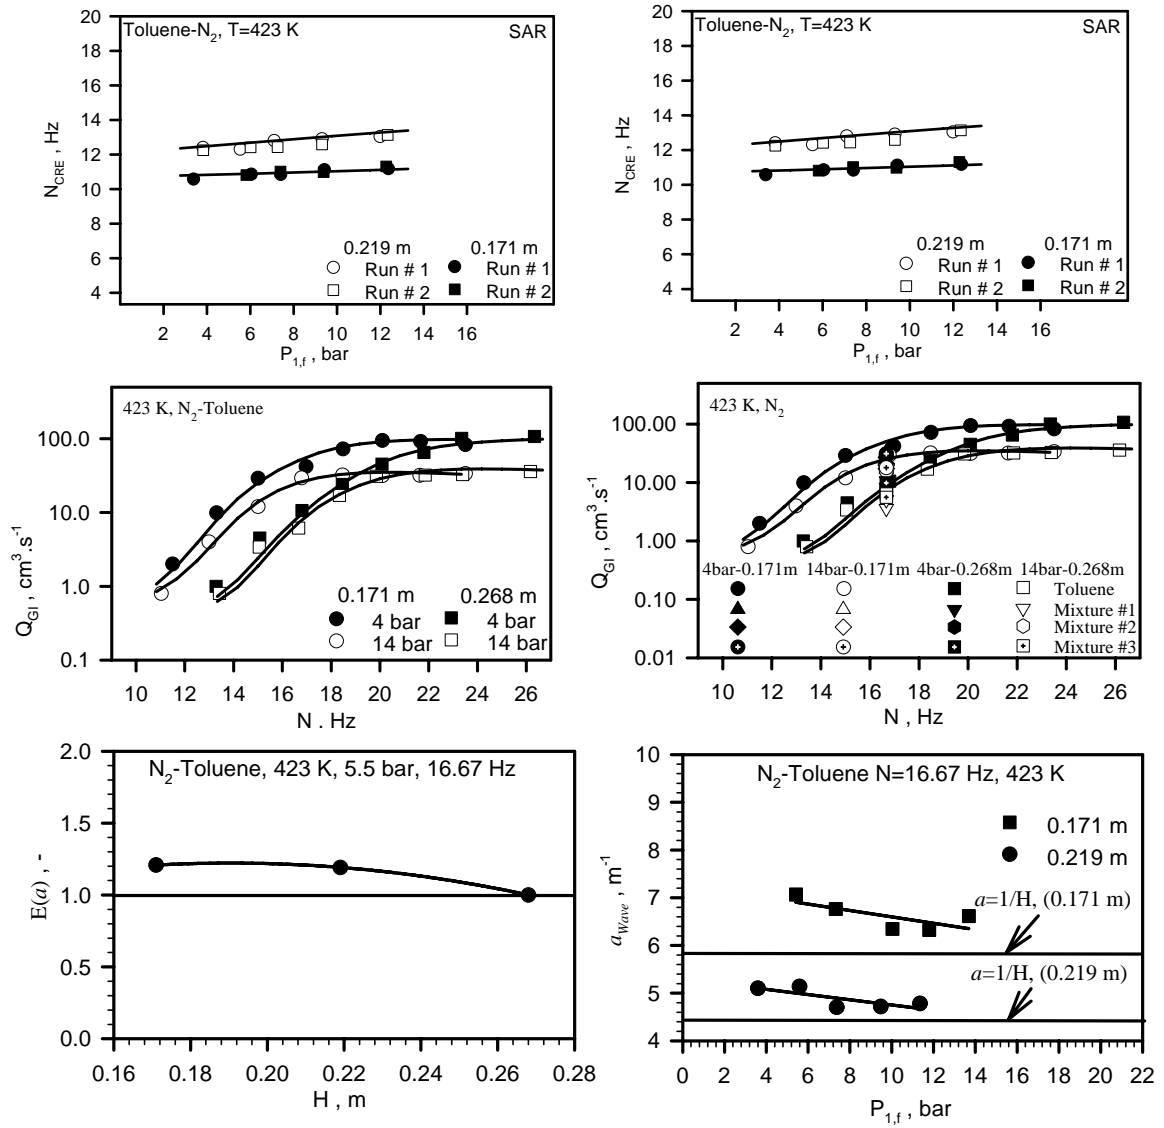 Toluene-N2, T=423 K SAR
20
18
16
14
12
10
8
6
4
NCRE , Hz
0.219 m 0.171 m
Run # 1 Run # 1
Run # 2 Run # 2
2 4 6 8 10 12 14 16
P1,f , bar
Toluene-N2, T=423 K SAR
20
18
16
14
12
10
8
6
4
NCRE , Hz
0.219 m 0.171 m
Run # 1 Run # 1
Run # 2 Run # 2
2 4 6 8 10 12 14 16
P1,f , bar
423 K, N2-Toluene
100.0
10.0
1.0
0.1
QGI , cm3.s-1
0.171 m 0.268 m
4 bar 4 bar
14 bar 14 bar
10 12 14 16 18 20 22 24 26
N . Hz
423 K, N2
100.00
10.00
1.00
0.10
0.01
QGI , cm3.s-1
4bar-0.171m 14bar-0.171m 4bar-0.268m 14bar-0.268m
Toluene
Mixture #1
Mixture #2
Mixture #3
10 12 14 16 18 20 22 24 26
N , Hz
N2-Toluene, 423 K, 5.5 bar, 16.67 Hz
2.0
1.5
1.0
0.5
0.0
E(a) , -
0.16 0.18 0.20 0.22 0.24 0.26 0.28
H , m
N2-Toluene N=16.67 Hz, 423 K
10
9
8
7
6
5
4
aWave , m-1
0.171 m
0.219 m
a=1/H, (0.171 m)
a=1/H, (0.219 m)
0 2 4 6 8 10 12 14 16 18 20 22
P1,f , bar